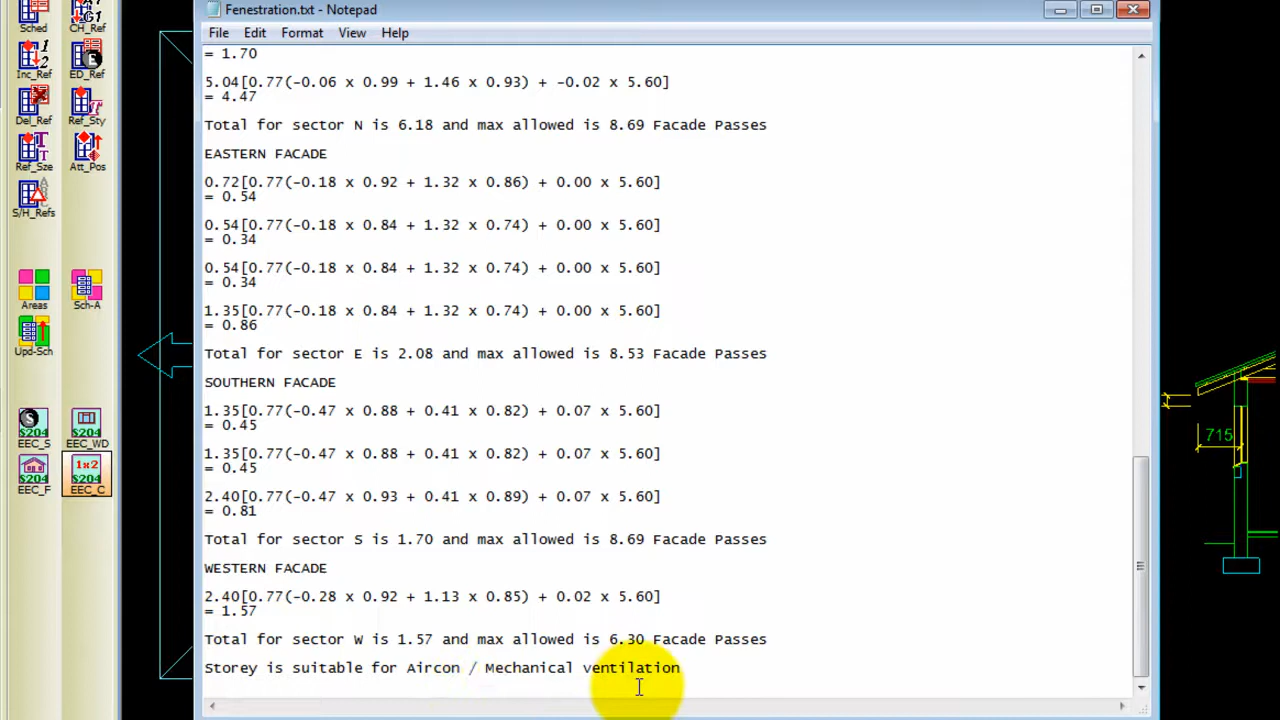 Fenestration.txt - Notepad
File Edit Format View Help
= 1.70
5.04[0.77(-0.06 x 0.99 + 1.46 x 0.93) + -0.02 x 5.60]
= 4.47
Total for sector N is 6.18 and max allowed is 8.69 Facade Passes
EASTERN FACADE
0.72[0.77(-0.18 x 0.92 + 1.32 x 0.86) + 0.00 x 5.60]
= 0.54
0.54[0.77(-0.18 x 0.84 + 1.32 x 0.74) + 0.00 x 5.60]
= 0.34
0.54[0.77(-0.18 x 0.84 + 1.32 x 0.74) + 0.00 x 5.60]
= 0.34
1.35[0.77(-0.18 x 0.84 + 1.32 x 0.74) + 0.00 x 5.60]
= 0.86
Total for sector E is 2.08 and max allowed is 8.53 Facade Passes
SOUTHERN FACADE
1.35[0.77(-0.47 x 0.88 + 0.41 x 0.82) + 0.07 x 5.60]
= 0.45
1.35[0.77(-0.47 x 0.88 + 0.41 x 0.82) + 0.07 x 5.60]
= 0.45
2.40[0.77(-0.47 x 0.93 + 0.41 x 0.89) + 0.07 x 5.60]
= 0.81
Total for sector S is 1.70 and max allowed is 8.69 Facade Passes
WESTERN FACADE
2.40[0.77(-0.28 x 0.92 + 1.13 x 0.85) + 0.02 x 5.60]
= 1.57
Total for sector W is 1.57 and max allowed is 6.30 Facade Passes
Storey is suitable for Aircon / Mechanical ventilation
Sched CH_Ref
Inc_Ref ED_Ref
Del_Ref Ref_Sty
Ref_Sze Att_Pos
S/H_Refs
Areas Sch-A
Upd-Sch
S204 S204
EEC_S EEC_WD
S204 1x2 S204
EEC_F EEC_C
715